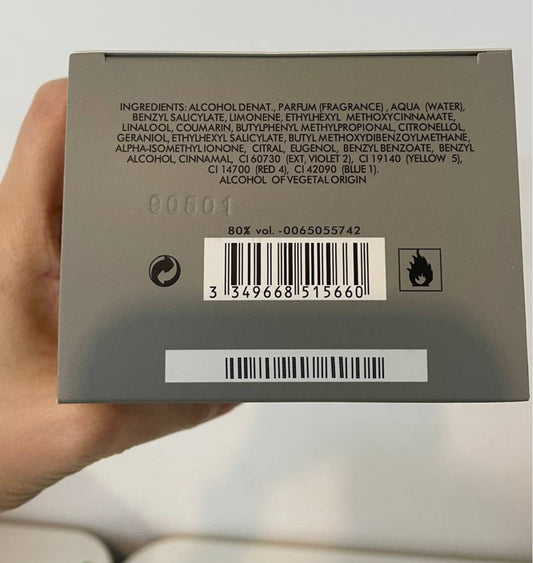 INGREDIENTS: ALCOHOL DENAT., PARFUM (FRAGRANCE), AQUA (WATER),
BENZYL SALICYLATE, LIMONENE, ETHYLHEXYL METHOXYCINNAMATE,
LINALOOL, COUMARIN, BUTYLPHENYL METHYLPROPIONAL, CITRONELLOL,
GERANIOL, ETHYLHEXYL SALICYLATE, BUTYL METHOXYDIBENZOYLMETHANE,
ALPHA-ISOMETHYL IONONE, CITRAL, EUGENOL, BENZYL BENZOATE, BENZYL
ALCOHOL, CINNAMAL, CI 60730 (EXT, VIOLET 2), CI 19140 (YELLOW 5),
CI 14700 (RED 4), CI 42090 (BLUE 1).
ALCOHOL OF VEGETAL ORIGIN
90501
80% vol. -0065055742
3 349668 515660